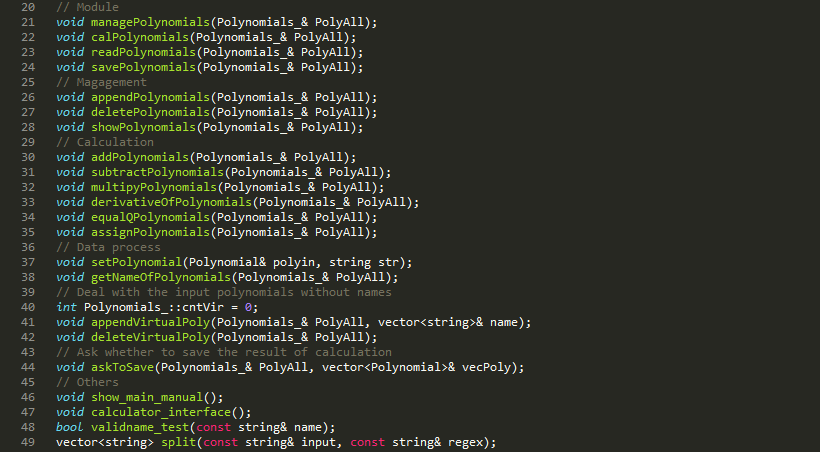 20 // Module
21 void managePolynomials(Polynomials_& PolyAll);
22 void calPolynomials(Polynomials_& PolyAll);
23 void readPolynomials(Polynomials_& PolyAll);
24 void savePolynomials(Polynomials_& PolyAll);
25 // Magagement
26 void appendPolynomials(Polynomials_& PolyAll);
27 void deletePolynomials(Polynomials_& PolyAll);
28 void showPolynomials(Polynomials_& PolyAll);
29 // Calculation
30 void addPolynomials(Polynomials_& PolyAll);
31 void subtractPolynomials(Polynomials_& PolyAll);
32 void multipyPolynomials(Polynomials_& PolyAll);
33 void derivativeOfPolynomials(Polynomials_& PolyAll);
34 void equalQPolynomials(Polynomials_& PolyAll);
35 void assignPolynomials(Polynomials_& PolyAll);
36 // Data process
37 void setPolynomial(Polynomial& polyin, string str);
38 void getNameOfPolynomials(Polynomials_& PolyAll);
39 // Deal with the input polynomials without names
40 int Polynomials_::cntVir = 0;
41 void appendVirtualPoly(Polynomials_& PolyAll, vector<string>& name);
42 void deleteVirtualPoly(Polynomials_& PolyAll);
43 // Ask whether to save the result of calculation
44 void askToSave(Polynomials_& PolyAll, vector<Polynomial>& vecPoly);
45 // Others
46 void show_main_manual();
47 void calculator_interface();
48 bool validname_test(const string& name);
49 vector<string> split(const string& input, const string& regex);